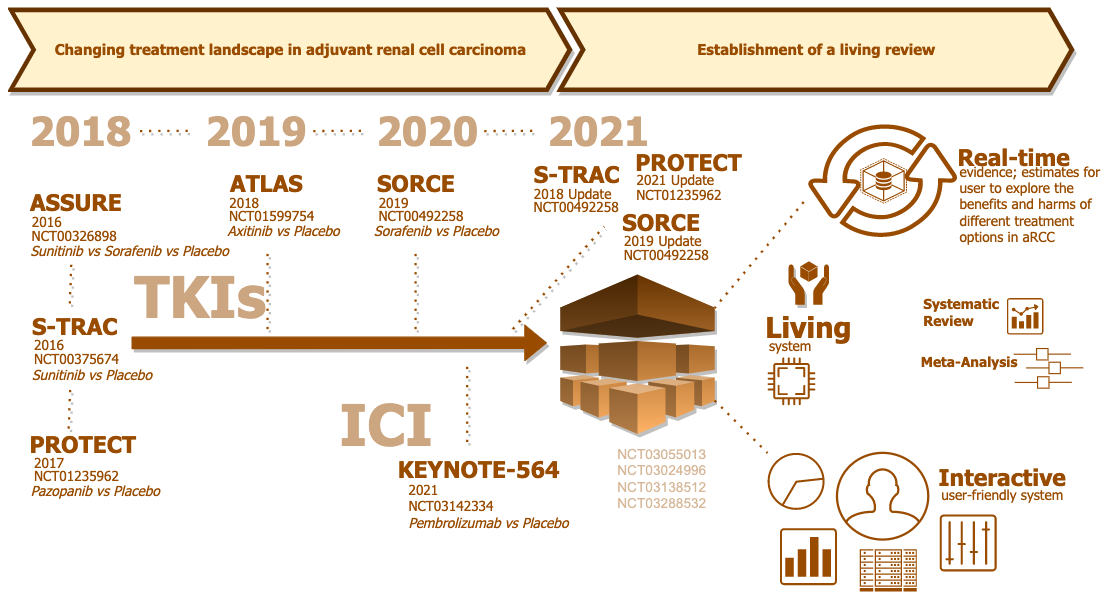 Changing treatment landscape in adjuvant renal cell carcinoma
Establishment of a living review
2018
2019
2020
2021
ASSURE
2016
NCT00326898
Sunitinib vs Sorafenib vs Placebo
S-TRAC
2016
NCT00375674
Sunitinib vs Placebo
PROTECT
2017
NCT01235962
Pazopanib vs Placebo
ATLAS
2018
NCT01599754
Axitinib vs Placebo
SORCE
2019
NCT00492258
Sorafenib vs Placebo
S-TRAC
2018 Update
NCT00492258
PROTECT
2021 Update
NCT01235962
SORCE
2019 Update
NCT00492258
TKIs
ICI
KEYNOTE-564
2021
NCT03142334
Pembrolizumab vs Placebo
NCT03055013
NCT03024996
NCT03138512
NCT03288532
Real-time
evidence; estimates for
user to explore the
benefits and harms of
different treatment
options in aRCC
Living
system
Systematic
Review
Meta-Analysis
Interactive
user-friendly system